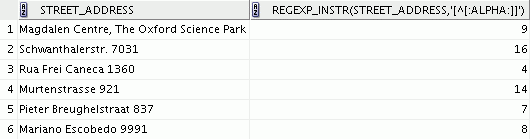 STREET_ADDRESS REGEXP_INSTR(STREET_ADDRESS,'[^[:ALPHA:]]')
1 Magdalen Centre, The Oxford Science Park 9
2 Schwanthalerstr. 7031 16
3 Rua Frei Caneca 1360 4
4 Murtenstrasse 921 14
5 Pieter Breughelstraat 837 7
6 Mariano Escobedo 9991 8